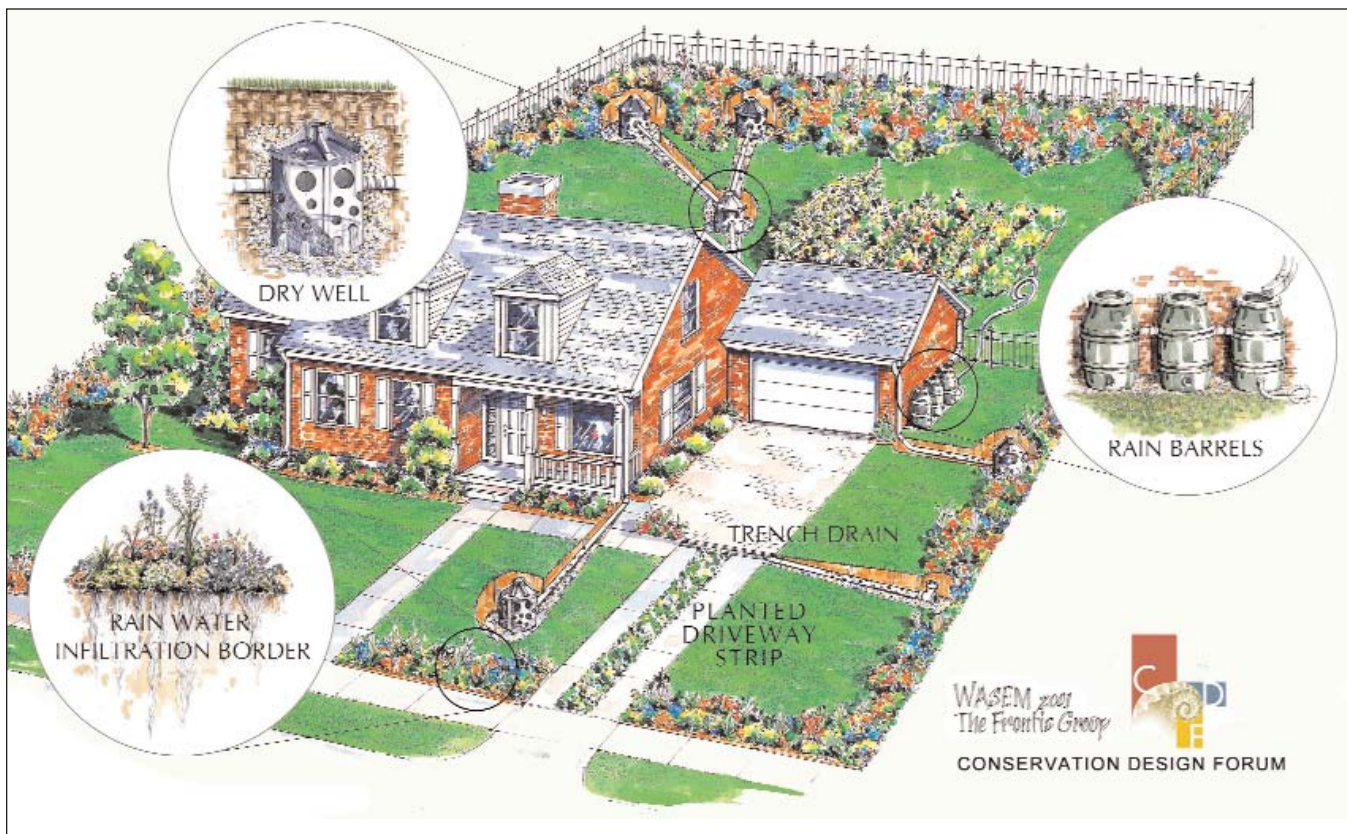 DRY WELL
RAIN BARRELS
TRENCH DRAIN
PLANTED
DRIVEWAY
STRIP
RAIN WATER
INFILTRATION BORDER
WASEM 2001
The Frontis Group
C D
F
CONSERVATION DESIGN FORUM